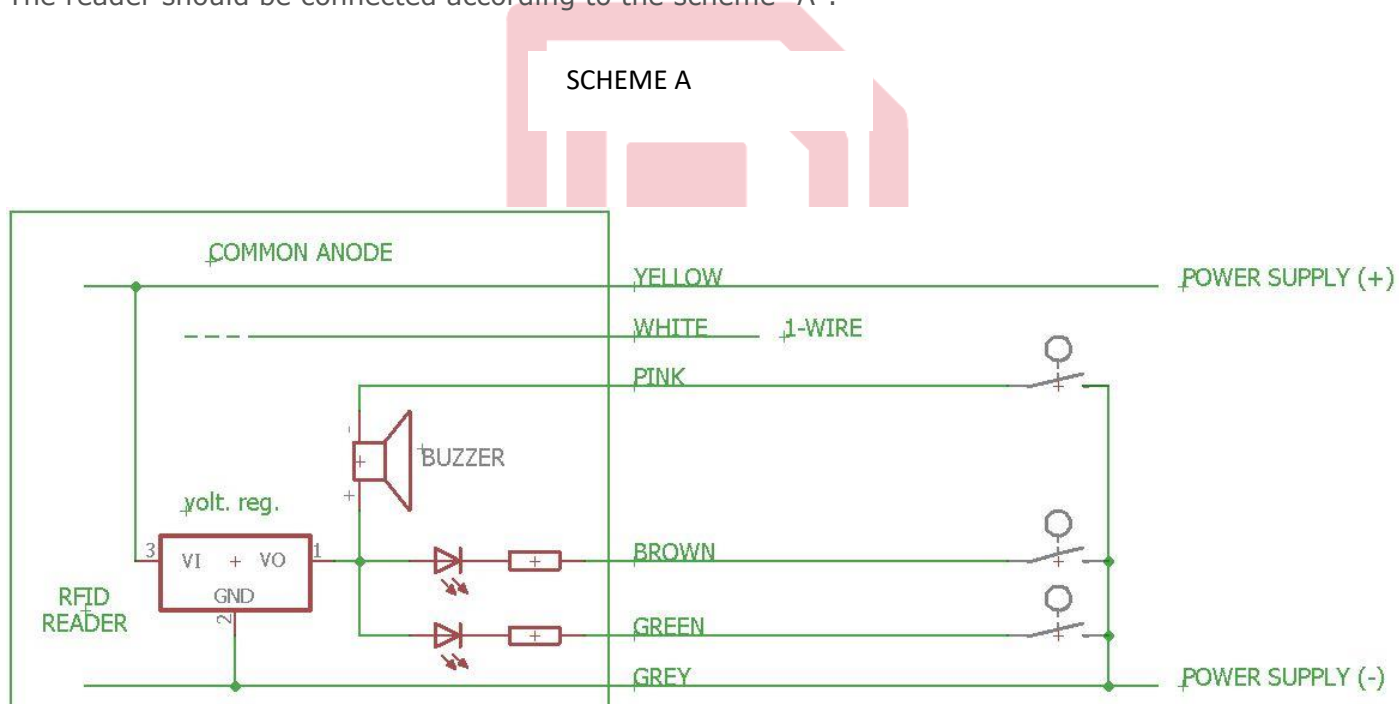 The reader should be connected according to the scheme "A".
SCHEME A
COMMON ANODE
YELLOW
POWER SUPPLY (+)
WHITE
1-WIRE
PINK
-
BUZZER
+
volt. reg.
3
VI + VO
1
BROWN
GND
2
RFID
READER
GREEN
GREY
POWER SUPPLY (-)